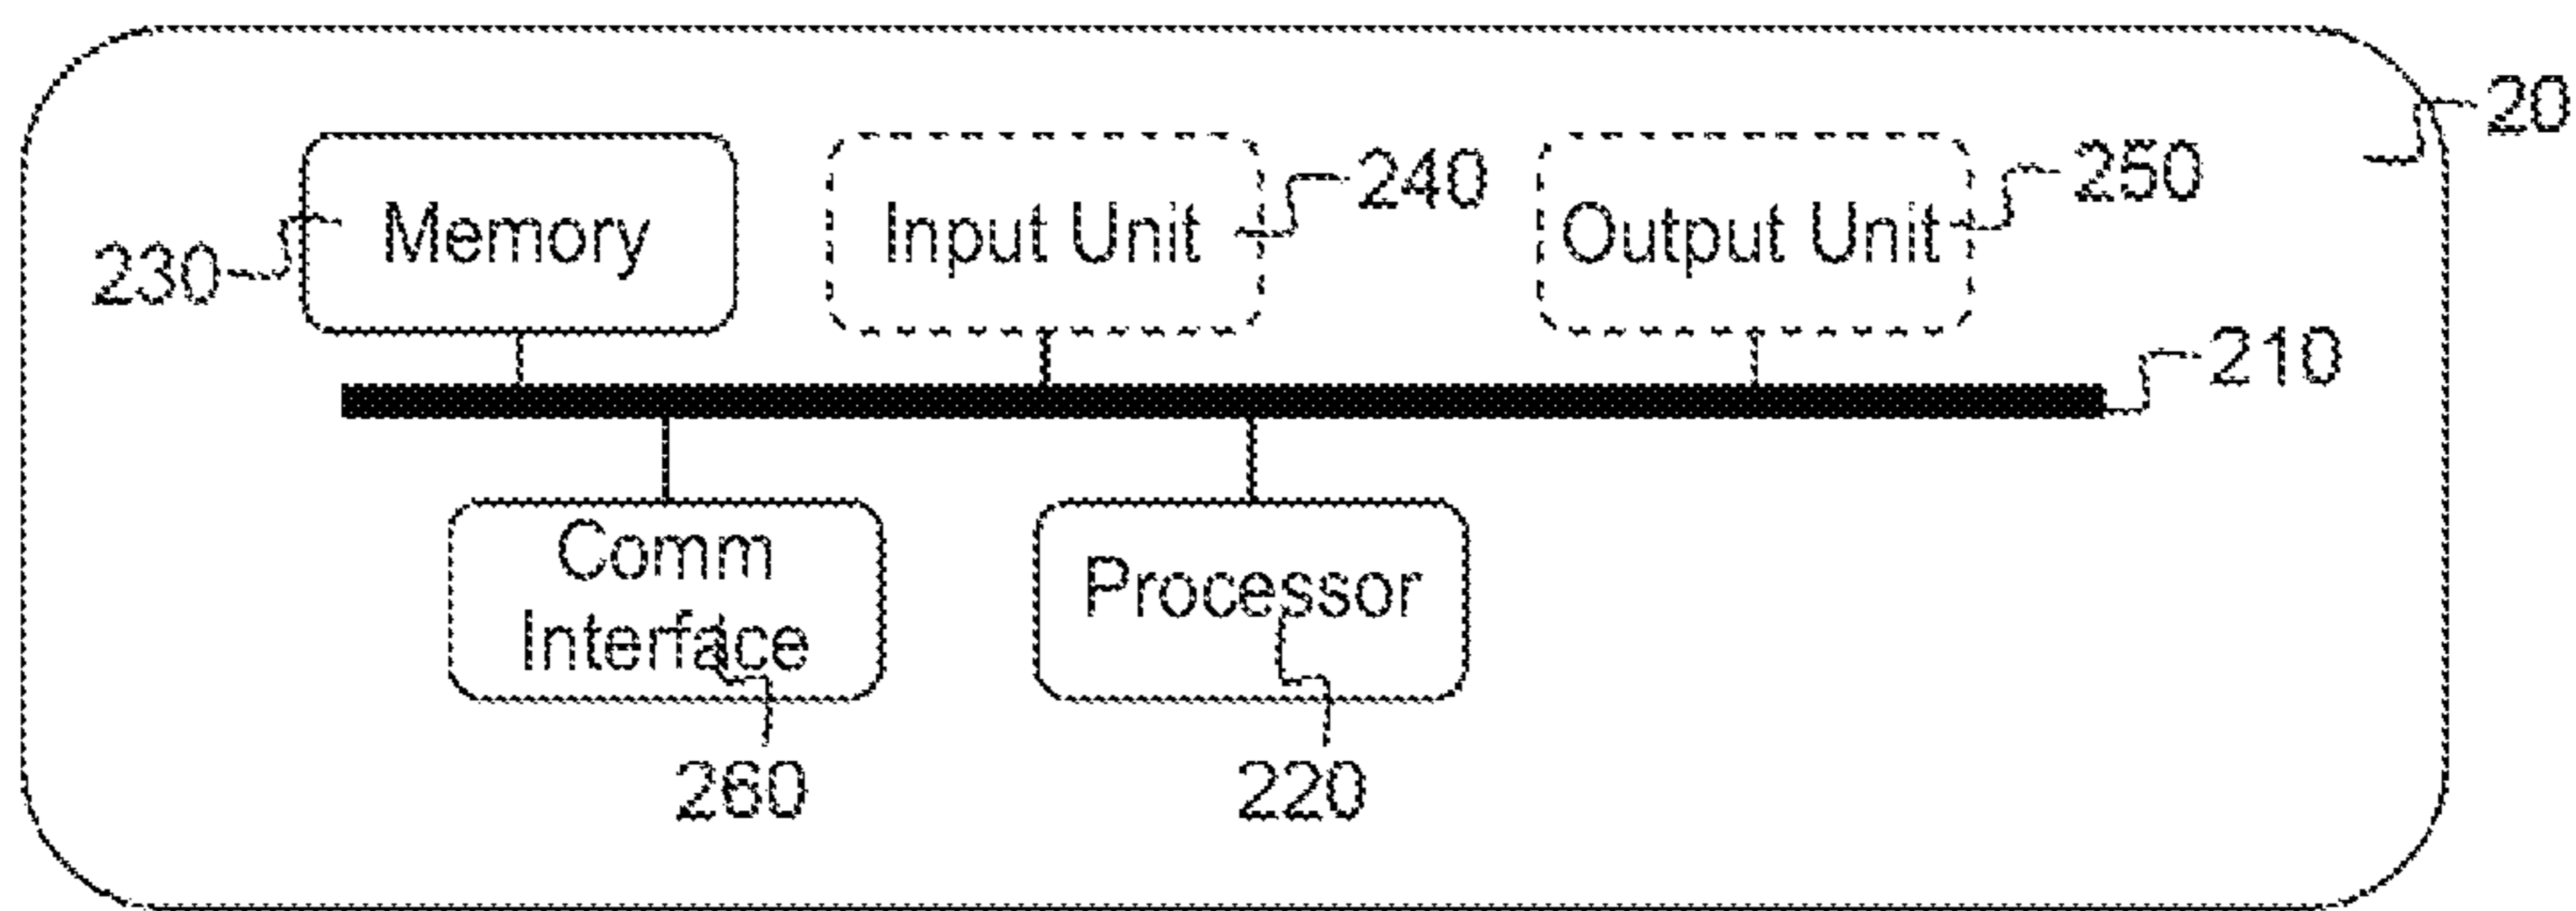 20
Memory
230
Input Unit
240
Output Unit
250
210
Comm
Interface
260
Processor
220